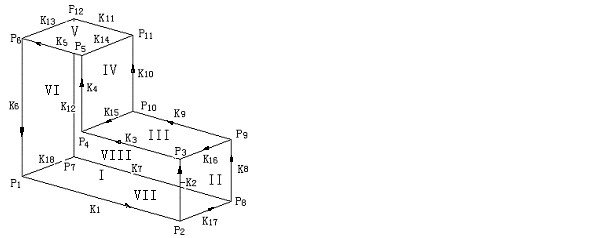 P12
K13 K11
P6 V P11
K5 P5 K14
IV
K10
VI K4
K6 K12
K15 P10 K9
P4 K3 III P9
VIII P3 K16
K18 P7 K7 K8
P1 I K2 II
VII P8
K1 K17
P2